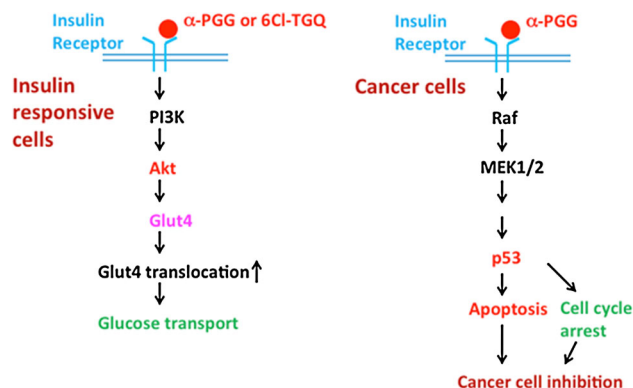 Insulin
Receptor
α-PGG or 6Cl-TGQ
Insulin
responsive
cells
PI3K
Akt
Glut4
Glut4 translocation↑
Glucose transport
Insulin
Receptor
α-PGG
Cancer cells
Raf
MEK1/2
p53
Apoptosis
Cell cycle
arrest
Cancer cell inhibition